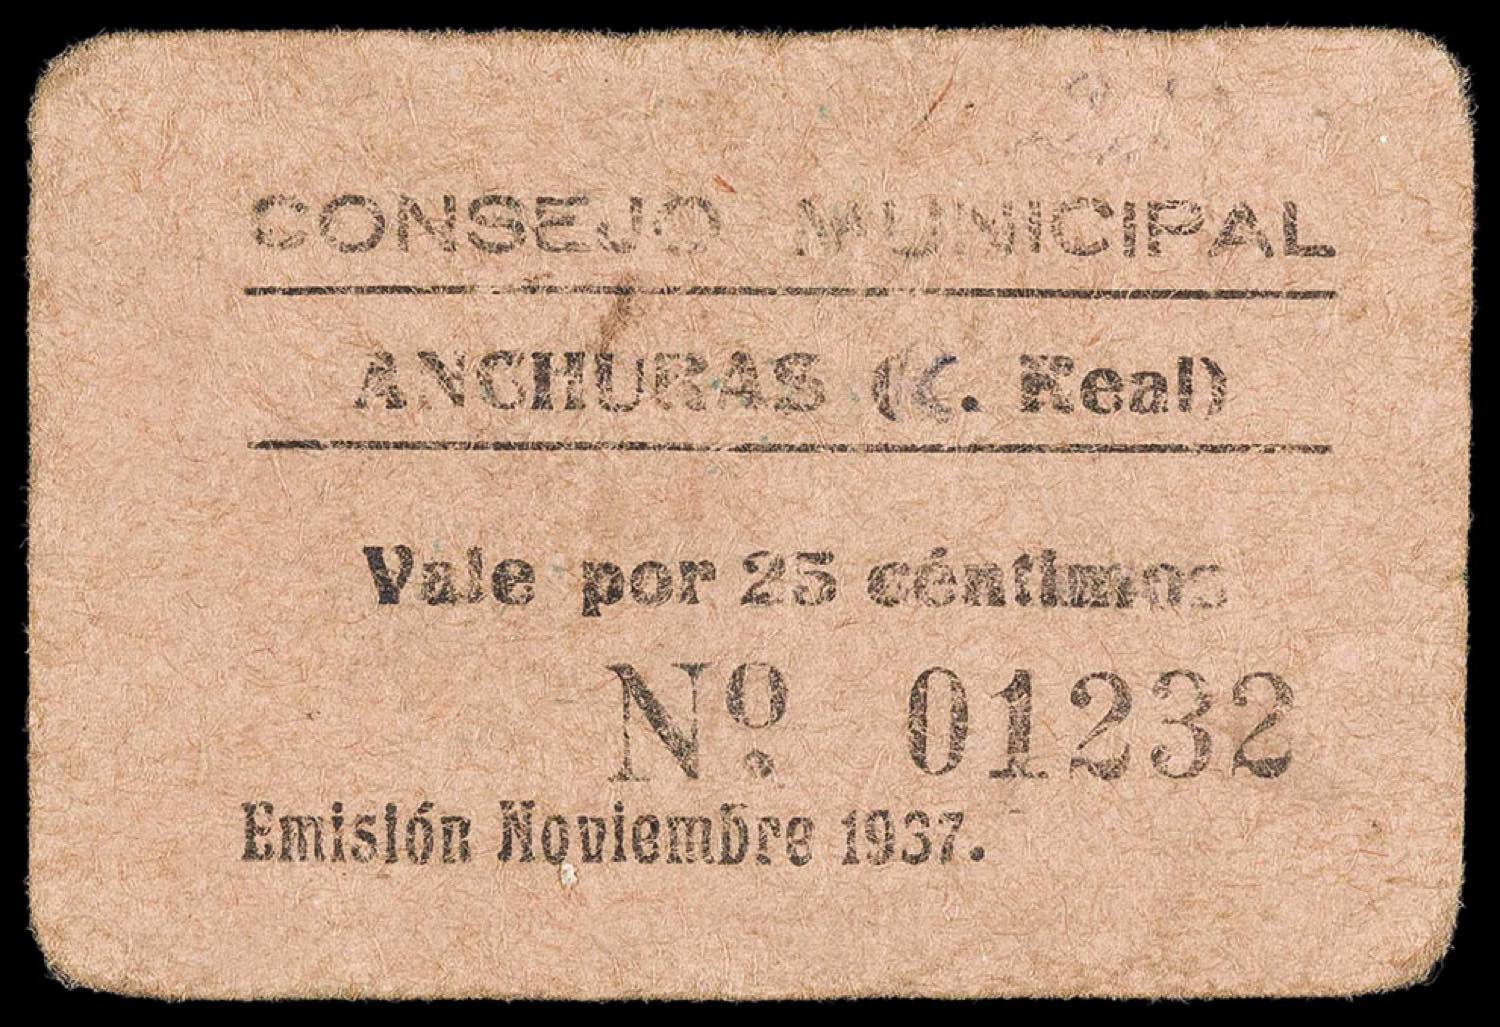 CONSEJO MUNICIPAL
ANCHURAS (C. Real)
Vale por 25 céntimos
Nº. 01232
Emisión Noviembre 1937.